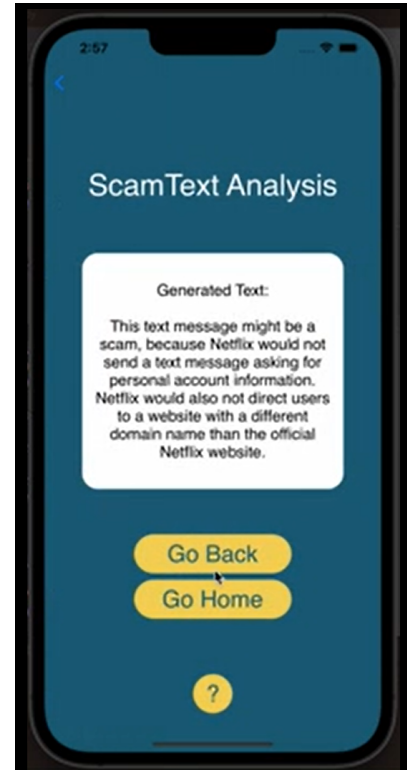 2:57
ScamText Analysis
Generated Text:
This text message might be a
scam, because Netflix would not
send a text message asking for
personal account information.
Netflix would also not direct users
to a website with a different
domain name than the official
Netflix website.
Go Back
Go Home
?